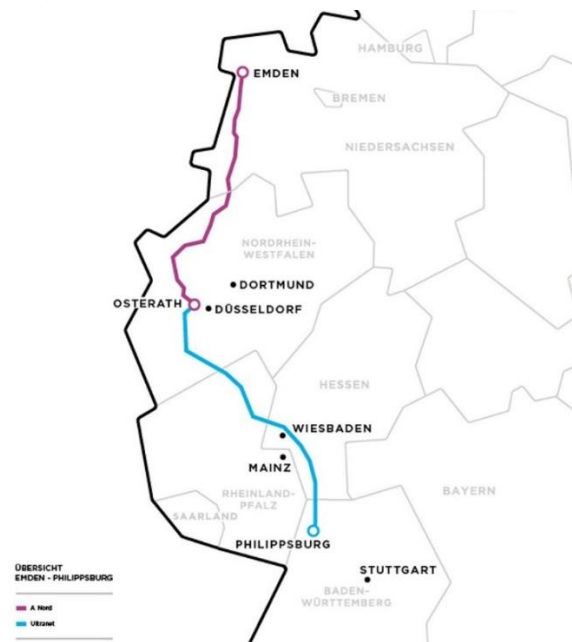 HAMBURG
EMDEN
BREMEN
NIEDERSACHSEN
NORDRHEIN-
WESTFALEN
DORTMUND
OSTERATH
DÜSSELDORF
HESSEN
WIESBADEN
MAINZ
BAYERN
RHEINLAND-
PFALZ
SAARLAND
PHILIPPSBURG
STUTTGART
BADEN-
WÜRTTEMBERG
ÜBERSICHT
EMDEN - PHILIPPSBURG
A Nord
Ultranet